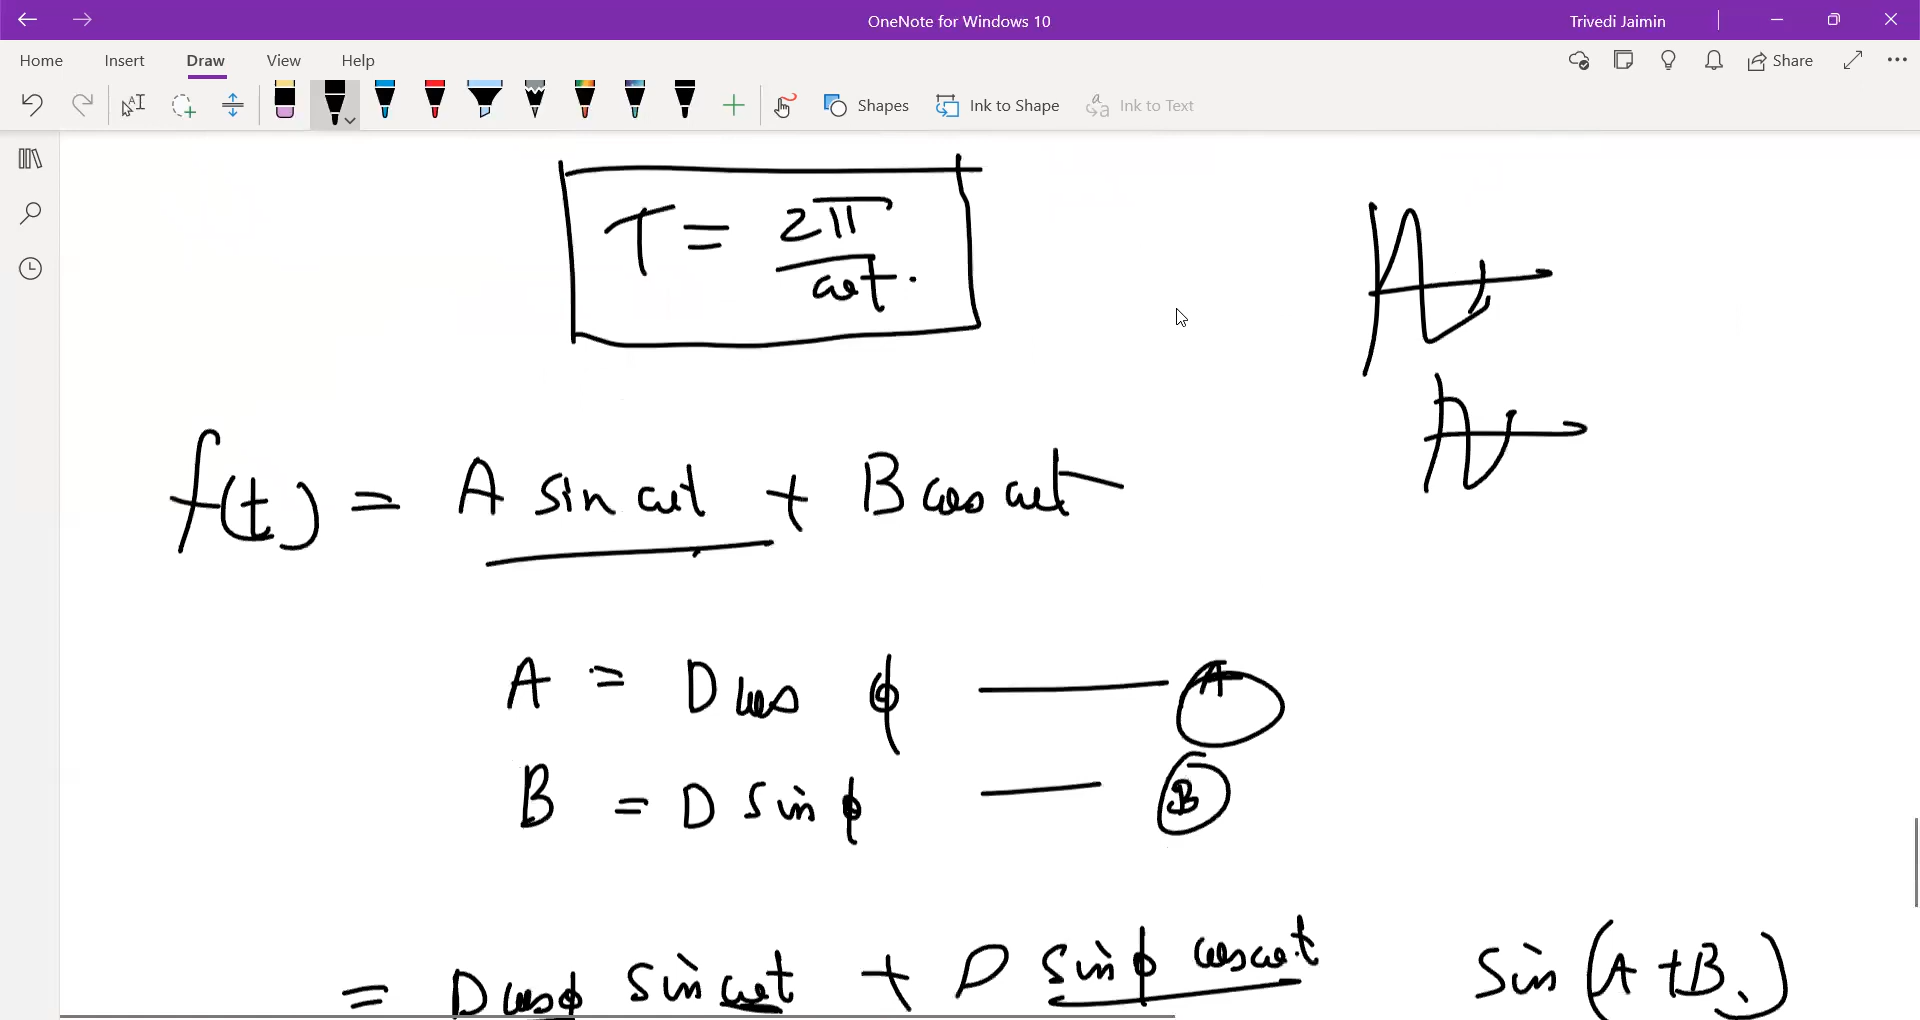 OneNote for Windows 10
Trivedi Jaimin
Home Insert Draw View Help
Share
Shapes Ink to Shape Ink to Text
T = 2π / ωt.
f(t) = A sin ωt + B cos ωt
A = D cos ϕ —— A
B = D sin ϕ —— B
= D cosϕ sin ωt + D sin ϕ cos ωt sin (A + B)